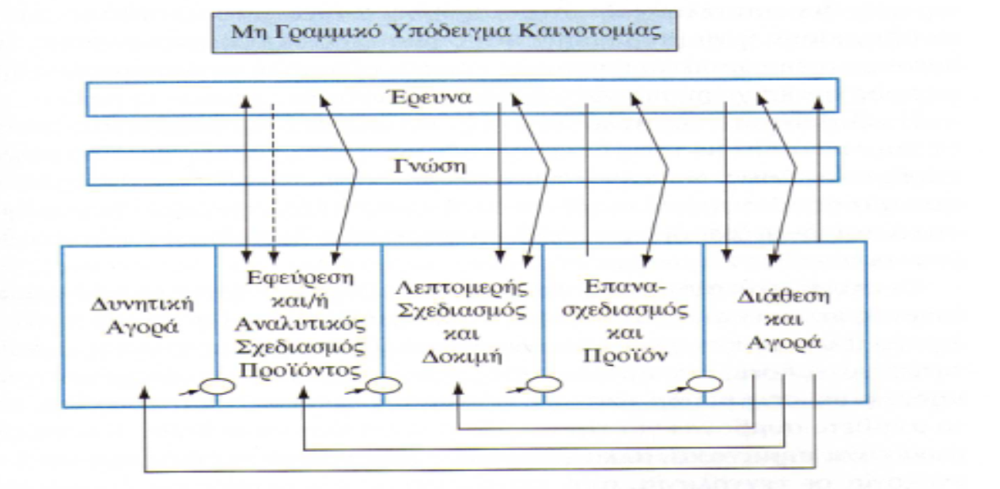 Μη Γραμμικό Υπόδειγμα Καινοτομίας
Έρευνα
Γνώση
Δυνητική
Αγορά
Εφεύρεση
και/ή
Αναλυτικός
Σχεδιασμός
Προϊόντος
Λεπτομερής
Σχεδιασμός
και
Δοκιμή
Επανα-
σχεδιασμός
και
Προϊόν
Διάθεση
και
Αγορά